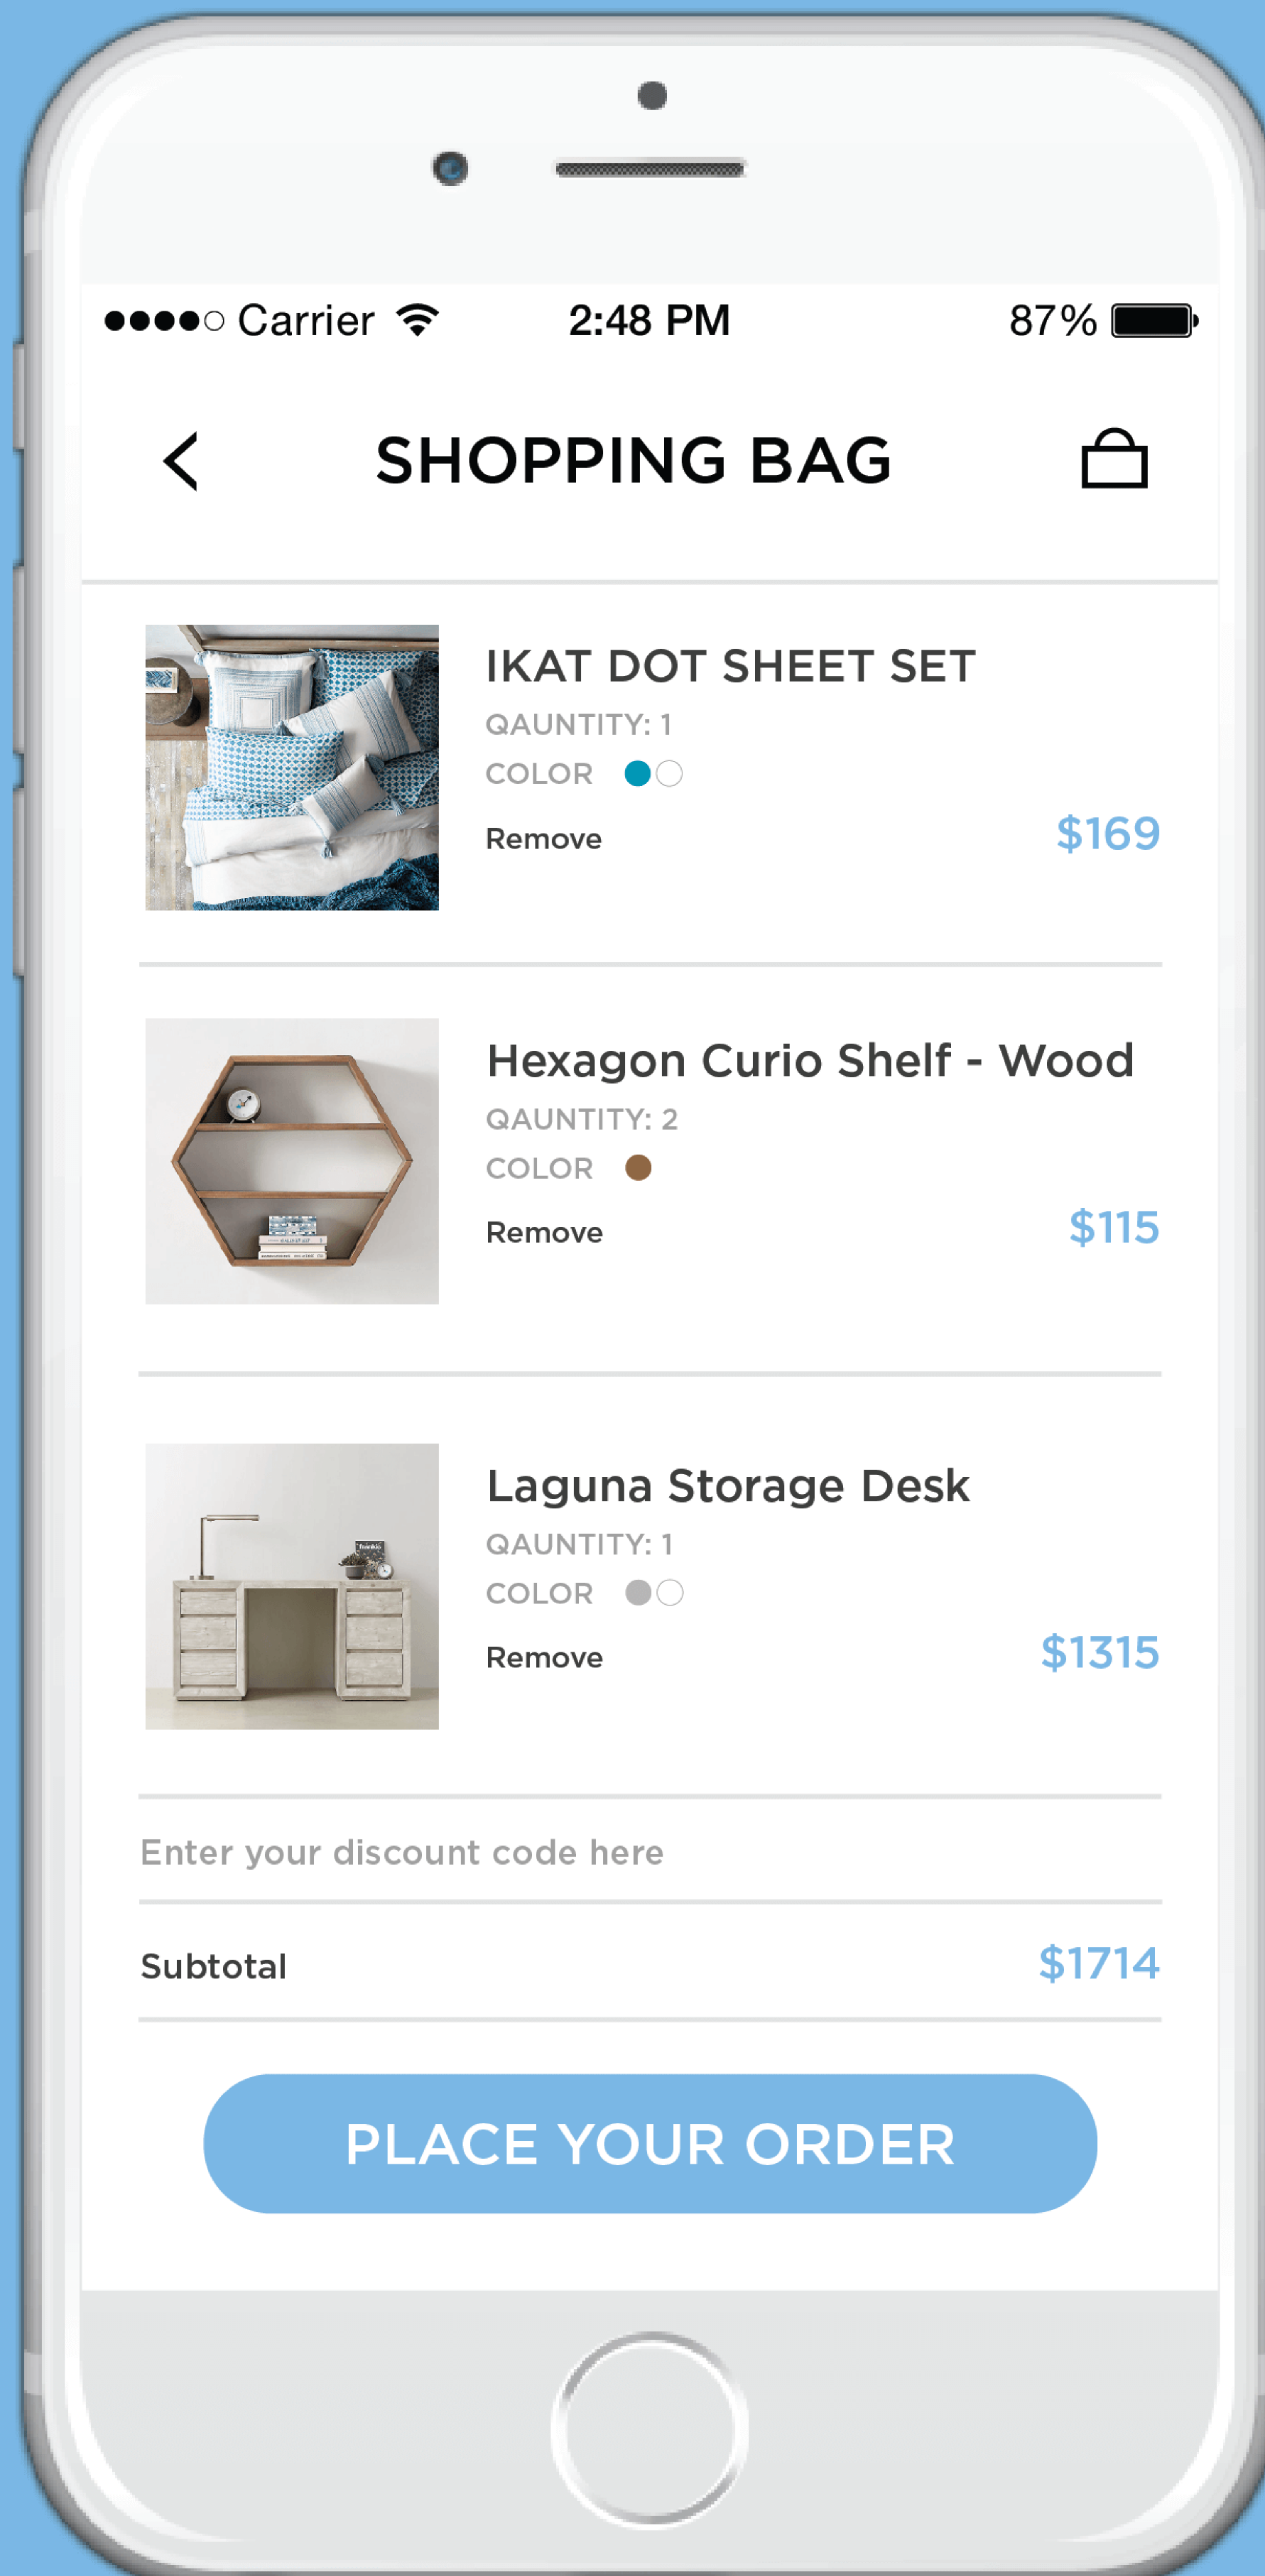 Carrier 2:48 PM 87%
SHOPPING BAG
IKAT DOT SHEET SET
QAUNTITY: 1
COLOR
Remove $169
Hexagon Curio Shelf - Wood
QAUNTITY: 2
COLOR
Remove $115
Laguna Storage Desk
QAUNTITY: 1
COLOR
Remove $1315
Enter your discount code here
Subtotal $1714
PLACE YOUR ORDER